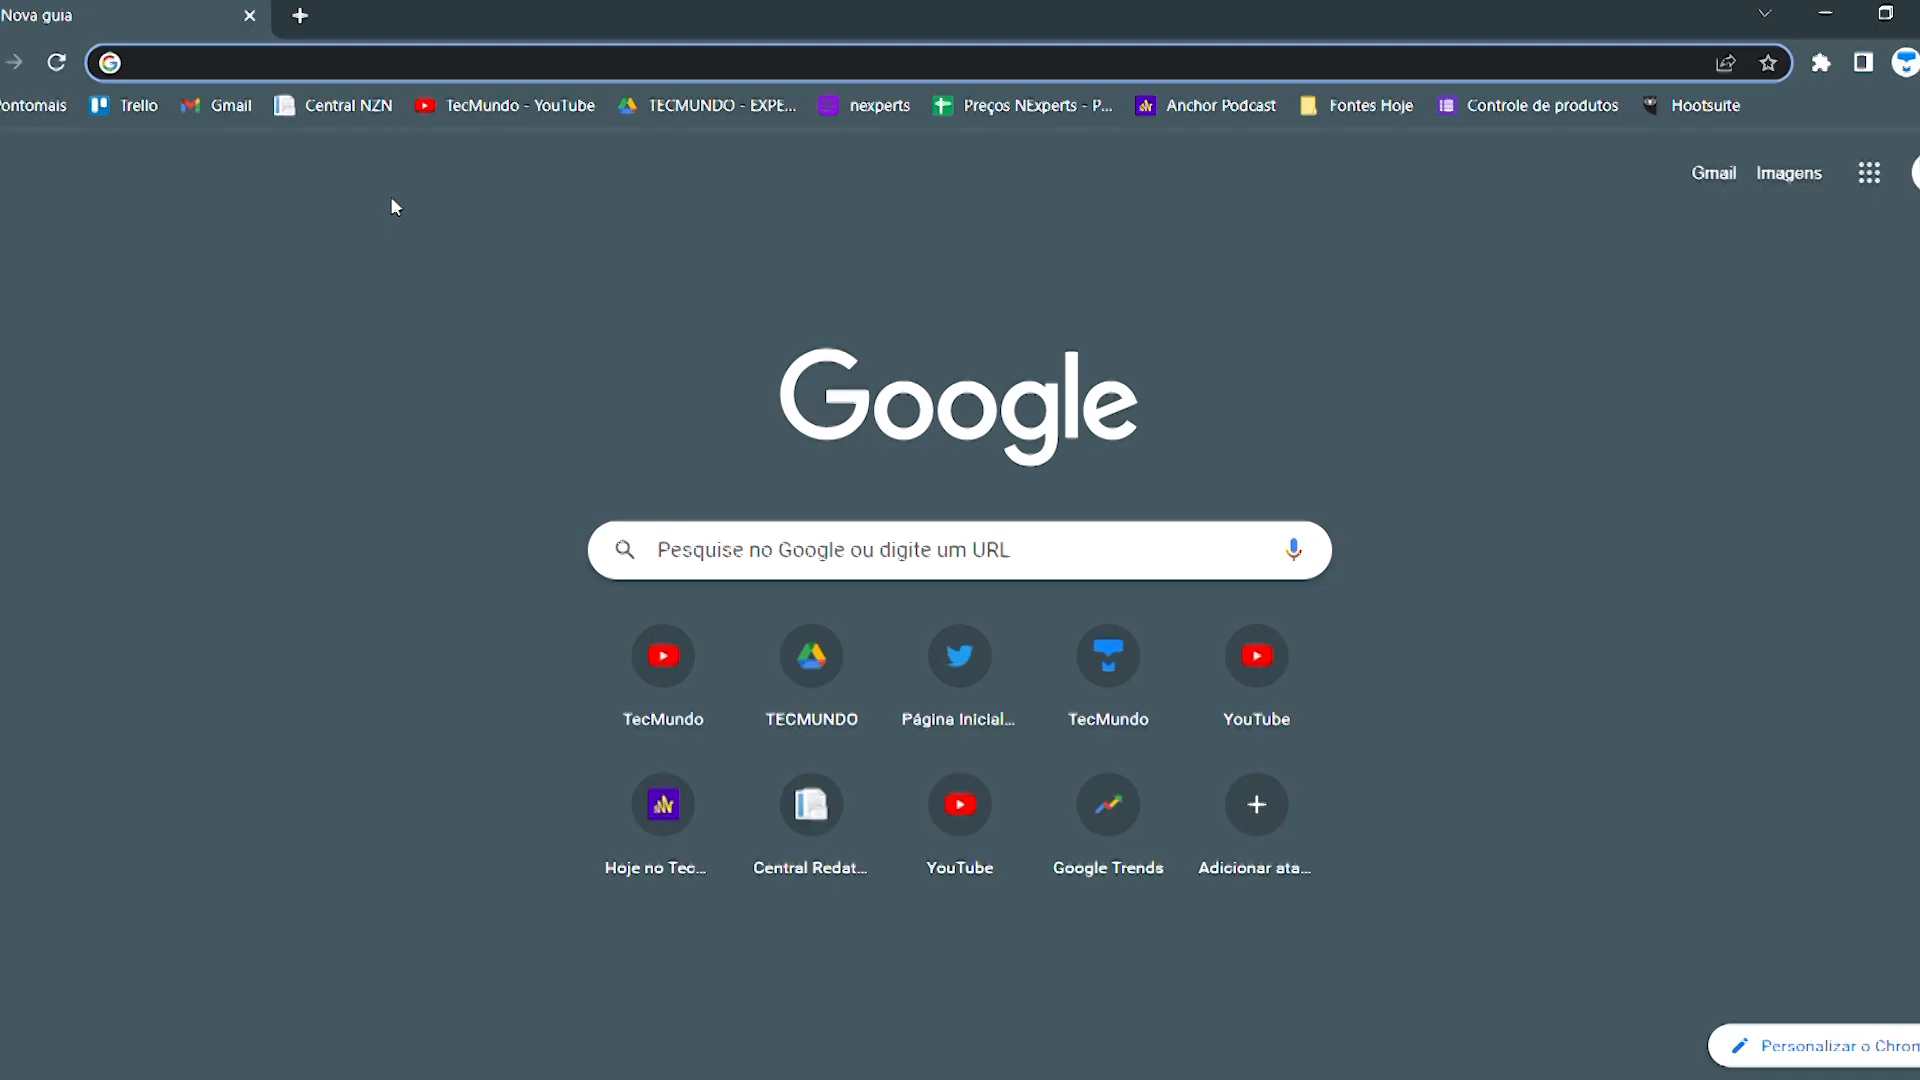 Nova guia
ontomais Trello Gmail Central NZN TecMundo - YouTube TECMUNDO - EXPE... nexperts Preços NExperts - P... Anchor Podcast Fontes Hoje Controle de produtos Hootsuite
Gmail Imagens
Google
Pesquise no Google ou digite um URL
TecMundo TECMUNDO Página Inicial... TecMundo YouTube
Hoje no Tec... Central Redat... YouTube Google Trends Adicionar ata...
Personalizar o Chrom